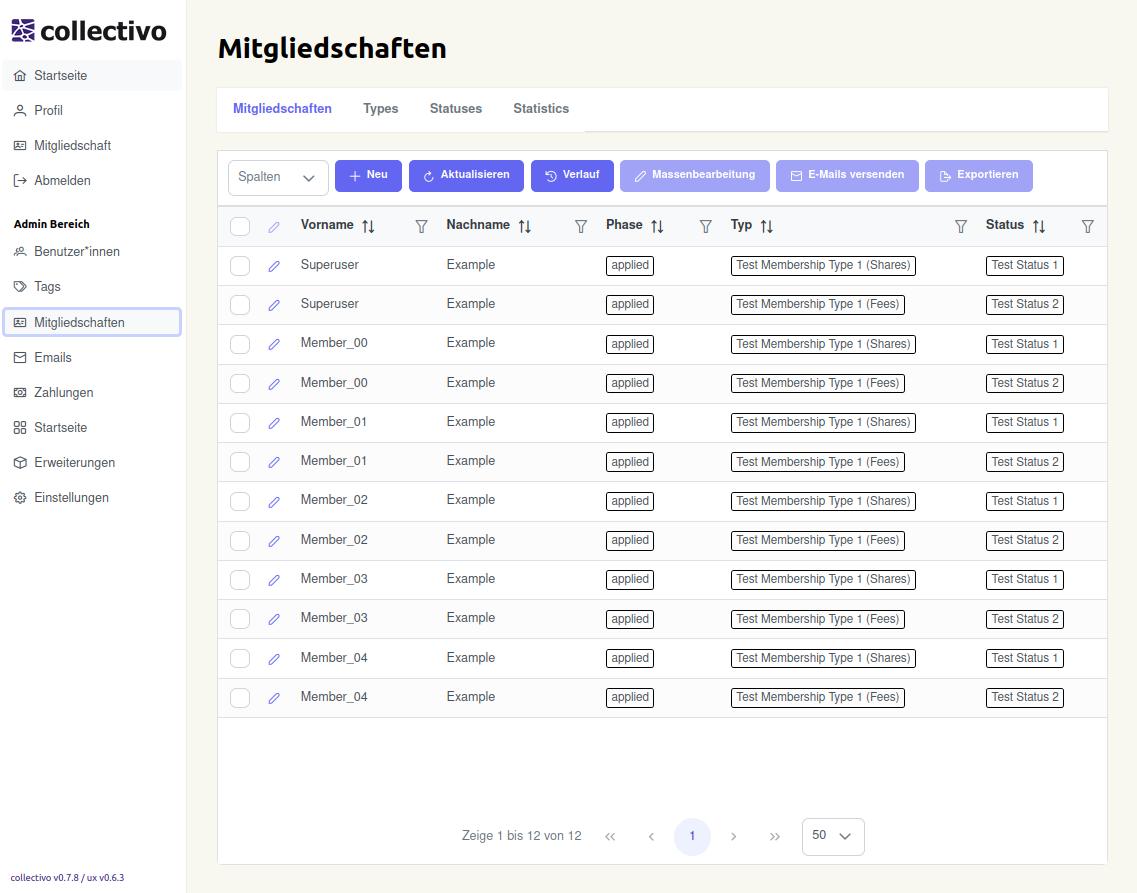 collectivo
Startseite
Profil
Mitgliedschaft
Abmelden
Admin Bereich
Benutzer*innen
Tags
Mitgliedschaften
Emails
Zahlungen
Startseite
Erweiterungen
Einstellungen
collectivo v0.7.8 / ux v0.6.3
Mitgliedschaften
Mitgliedschaften Types Statuses Statistics
Spalten Neu Aktualisieren Verlauf Massenbearbeitung E-Mails versenden Exportieren
Vorname Nachname Phase Typ Status
Superuser Example applied Test Membership Type 1 (Shares) Test Status 1
Superuser Example applied Test Membership Type 1 (Fees) Test Status 2
Member_00 Example applied Test Membership Type 1 (Shares) Test Status 1
Member_00 Example applied Test Membership Type 1 (Fees) Test Status 2
Member_01 Example applied Test Membership Type 1 (Shares) Test Status 1
Member_01 Example applied Test Membership Type 1 (Fees) Test Status 2
Member_02 Example applied Test Membership Type 1 (Shares) Test Status 1
Member_02 Example applied Test Membership Type 1 (Fees) Test Status 2
Member_03 Example applied Test Membership Type 1 (Shares) Test Status 1
Member_03 Example applied Test Membership Type 1 (Fees) Test Status 2
Member_04 Example applied Test Membership Type 1 (Shares) Test Status 1
Member_04 Example applied Test Membership Type 1 (Fees) Test Status 2
Zeige 1 bis 12 von 12 « ‹ 1 › » 50